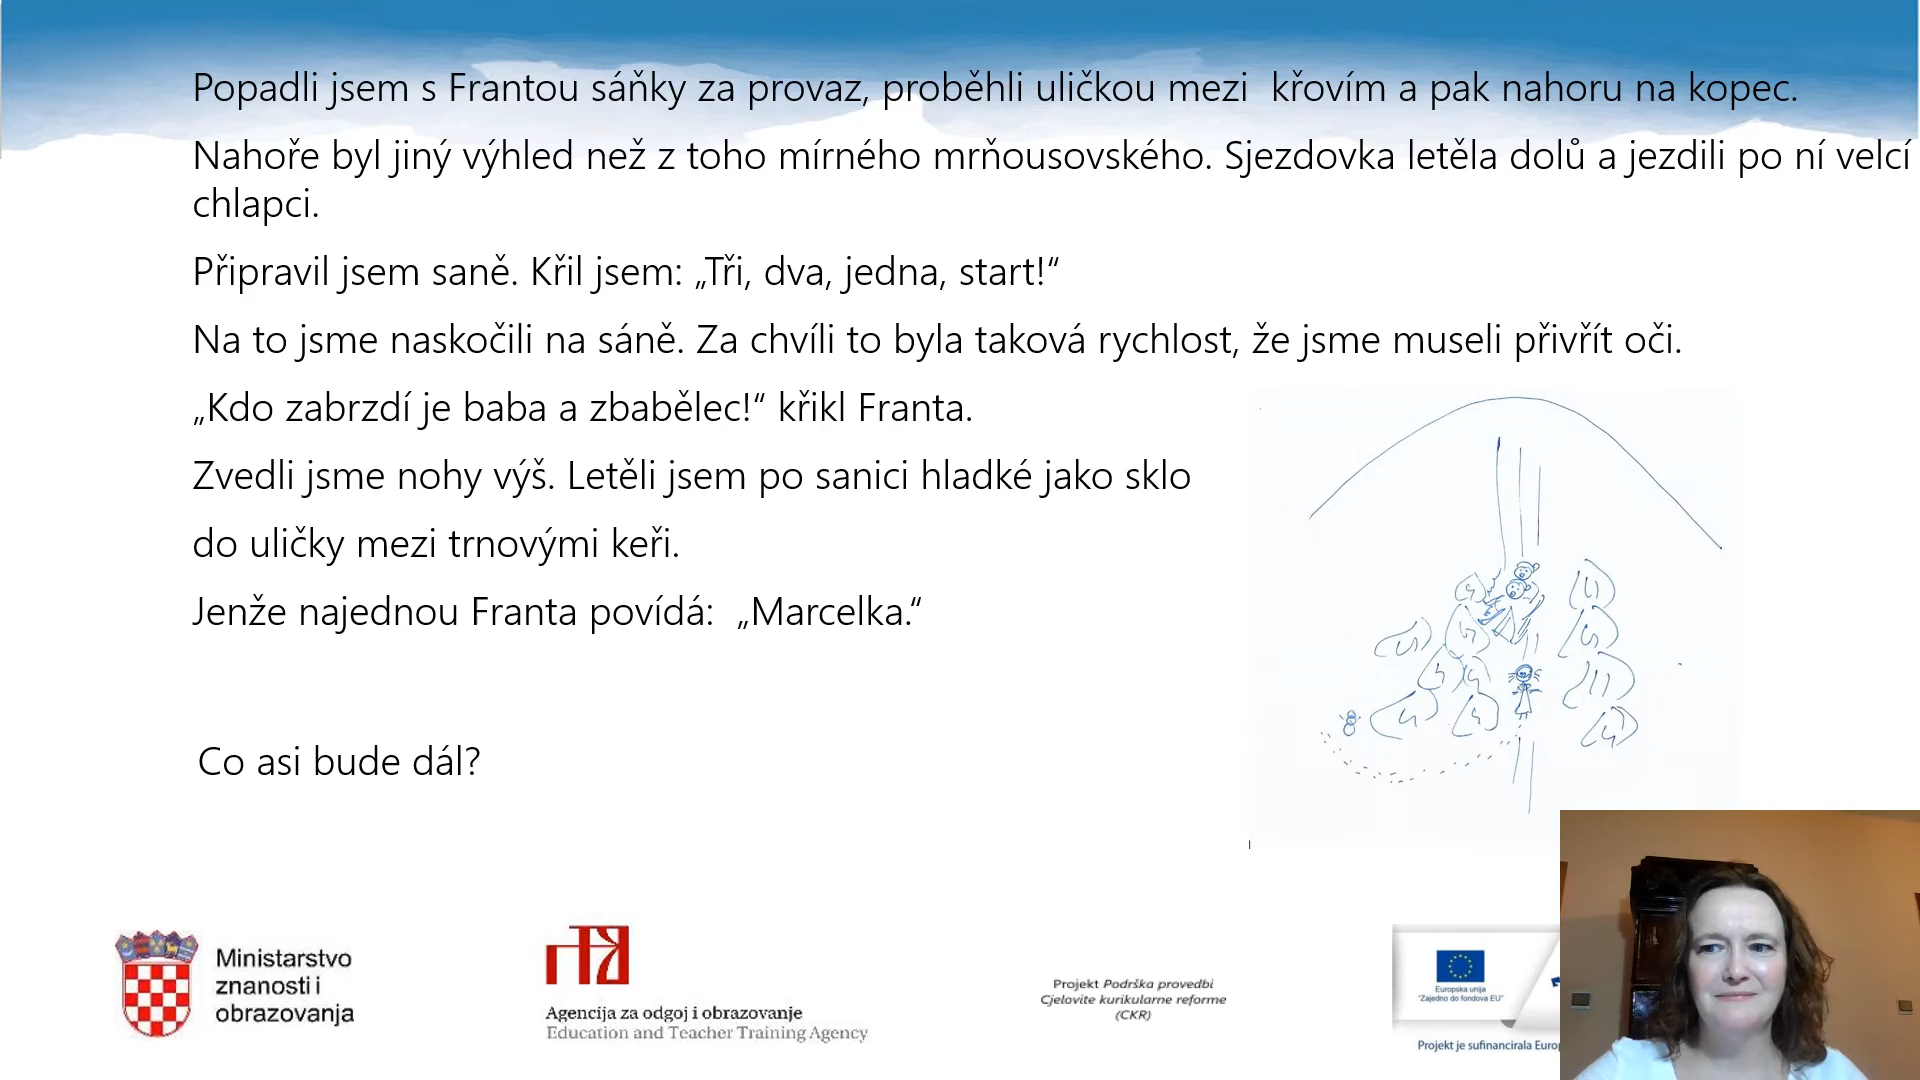 Popadli jsem s Frantou sáňky za provaz, proběhli uličkou mezi křovím a pak nahoru na kopec.
Nahoře byl jiný výhled než z toho mírného mrňousovského. Sjezdovka letěla dolů a jezdili po ní velcí
chlapci.
Připravil jsem saně. Křil jsem: „Tři, dva, jedna, start!“
Na to jsme naskočili na sáně. Za chvíli to byla taková rychlost, že jsme museli přivřít oči.
„Kdo zabrzdí je baba a zbabělec!“ křikl Franta.
Zvedli jsme nohy výš. Letěli jsem po sanici hladké jako sklo
do uličky mezi trnovými keři.
Jenže najednou Franta povídá: „Marcelka.“
Co asi bude dál?
Ministarstvo
znanosti i
obrazovanja
Agencija za odgoj i obrazovanje
Education and Teacher Training Agency
Projekt Podrška provedbi
Cjelovite kurikularne reforme
(CKR)
Europska unija
"Zajedno do fondova EU"
Projekt je sufinancirala Europ